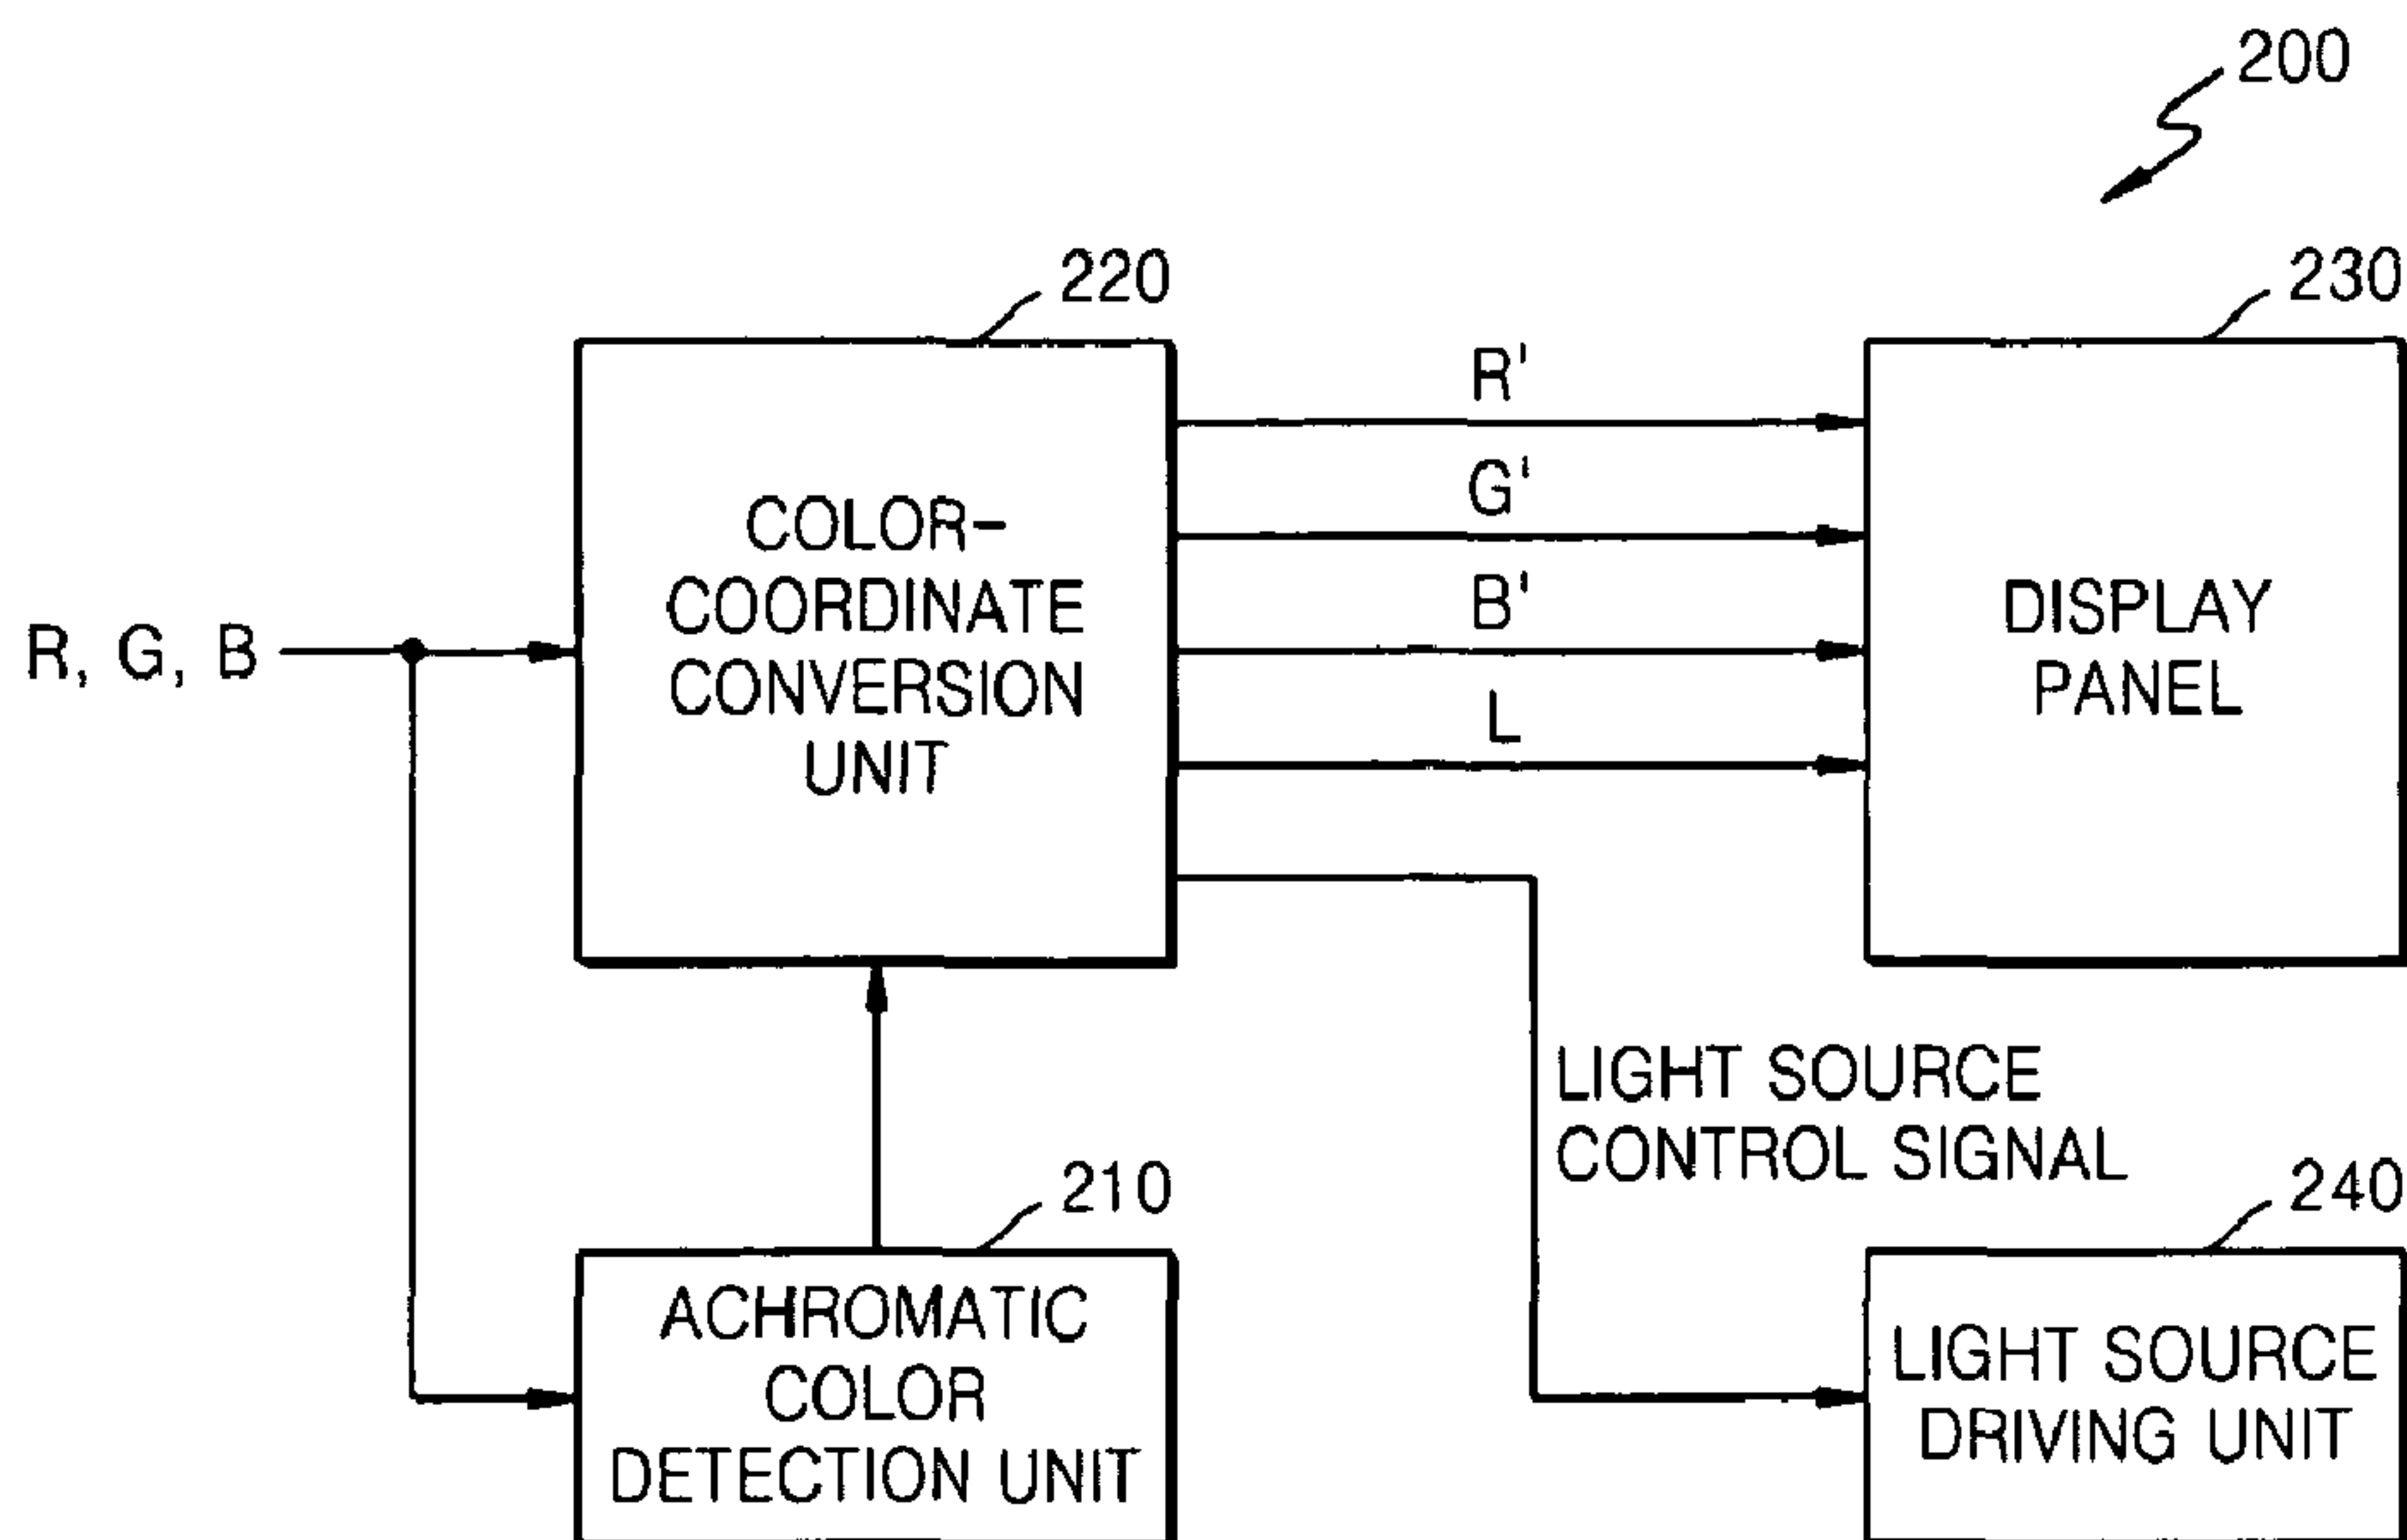 200
220
230
R'
G'
B'
L
R, G, B
COLOR-
COORDINATE
CONVERSION
UNIT
DISPLAY
PANEL
LIGHT SOURCE
CONTROL SIGNAL
210
240
ACHROMATIC
COLOR
DETECTION UNIT
LIGHT SOURCE
DRIVING UNIT